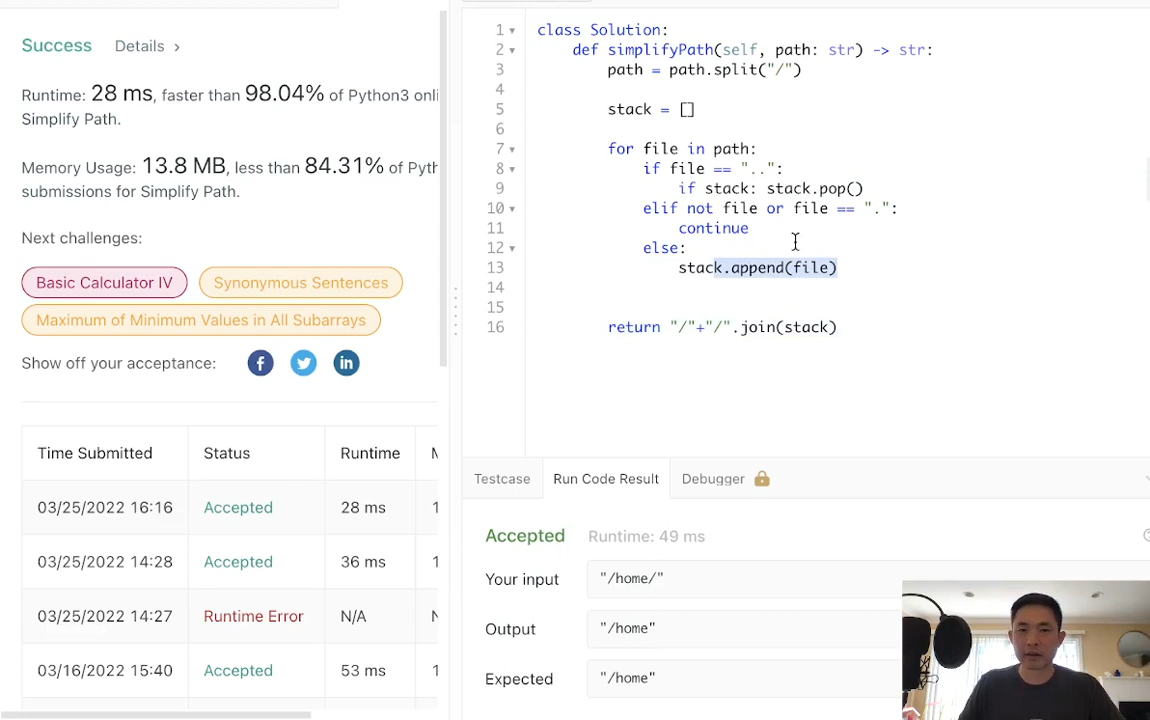 Success Details >
Runtime: 28 ms, faster than 98.04% of Python3 onli
Simplify Path.
Memory Usage: 13.8 MB, less than 84.31% of Pyth
submissions for Simplify Path.
Next challenges:
Basic Calculator IV
Synonymous Sentences
Maximum of Minimum Values in All Subarrays
Show off your acceptance:
Time Submitted Status Runtime M
03/25/2022 16:16 Accepted 28 ms 1
03/25/2022 14:28 Accepted 36 ms 1
03/25/2022 14:27 Runtime Error N/A N
03/16/2022 15:40 Accepted 53 ms 1
1 class Solution:
2 def simplifyPath(self, path: str) -> str:
3 path = path.split("/")
4
5 stack = []
6
7 for file in path:
8 if file == "..":
9 if stack: stack.pop()
10 elif not file or file == ".":
11 continue
12 else:
13 stack.append(file)
14
15
16 return "/"+"/".join(stack)
Testcase Run Code Result Debugger
Accepted Runtime: 49 ms
Your input "/home/"
Output "/home"
Expected "/home"